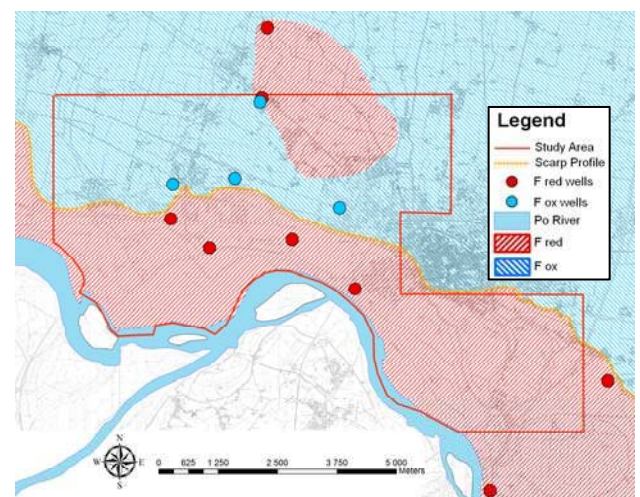 Legend
Study Area
Scarp Profile
F red wells
F ox wells
Po River
F red
F ox
N
W E
S
0 625 1 250 2 500 3 750 5 000
Meters